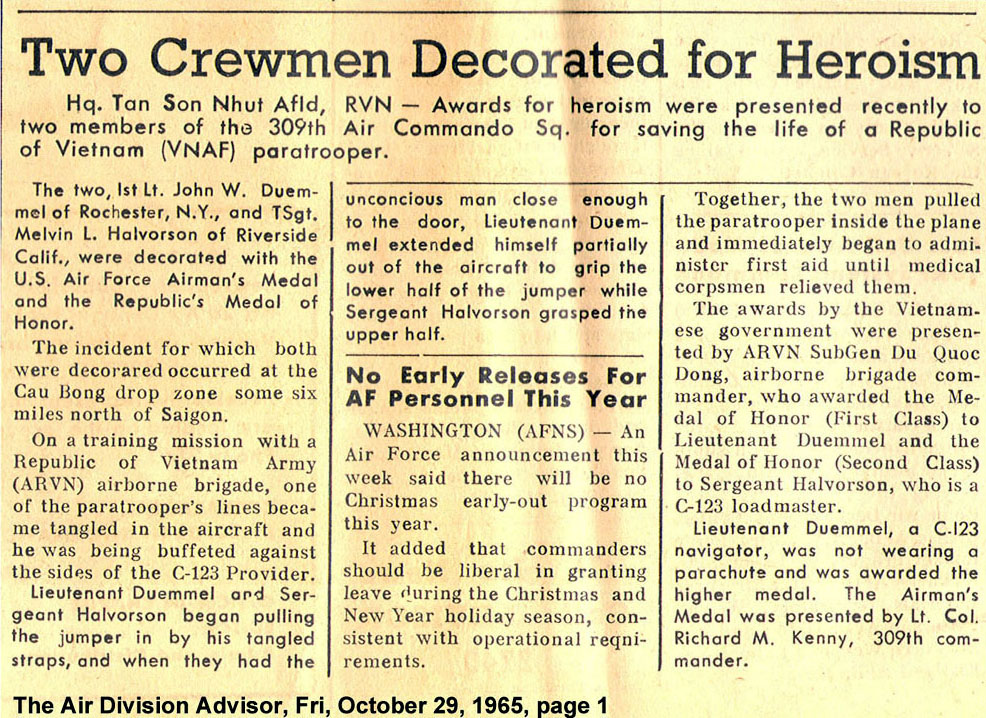 Two Crewmen Decorated for Heroism
Hq. Tan Son Nhut Afld, RVN — Awards for heroism were presented recently to
two members of the 309th Air Commando Sq. for saving the life of a Republic
of Vietnam (VNAF) paratrooper.
The two, 1st Lt. John W. Duem-
mel of Rochester, N.Y., and TSgt.
Melvin L. Halvorson of Riverside
Calif., were decorated with the
U.S. Air Force Airman's Medal
and the Republic's Medal of
Honor.
The incident for which both
were decorared occurred at the
Cau Bong drop zone some six
miles north of Saigon.
On a training mission with a
Republic of Vietnam Army
(ARVN) airborne brigade, one
of the paratrooper's lines beca-
me tangled in the aircraft and
he was being buffeted against
the sides of the C-123 Provider.
Lieutenant Duemmel and Ser-
geant Halvorson began pulling
the jumper in by his tangled
straps, and when they had the
unconcious man close enough
to the door, Lieutenant Duem-
mel extended himself partially
out of the aircraft to grip the
lower half of the jumper while
Sergeant Halvorson grasped the
upper half.
No Early Releases For
AF Personnel This Year
WASHINGTON (AFNS) — An
Air Force announcement this
week said there will be no
Christmas early-out program
this year.
It added that commanders
should be liberal in granting
leave during the Christmas and
New Year holiday season, con-
sistent with operational reqni-
rements.
Together, the two men pulled
the paratrooper inside the plane
and immediately began to admi-
nister first aid until medical
corpsmen relieved them.
The awards by the Vietnam-
ese government were presen-
ted by ARVN SubGen Du Quoc
Dong, airborne brigade com-
mander, who awarded the Me-
dal of Honor (First Class) to
Lieutenant Duemmel and the
Medal of Honor (Second Class)
to Sergeant Halvorson, who is a
C-123 loadmaster.
Lieutenant Duemmel, a C-123
navigator, was not wearing a
parachute and was awarded the
higher medal. The Airman's
Medal was presented by Lt. Col.
Richard M. Kenny, 309th com-
mander.
The Air Division Advisor, Fri, October 29, 1965, page 1